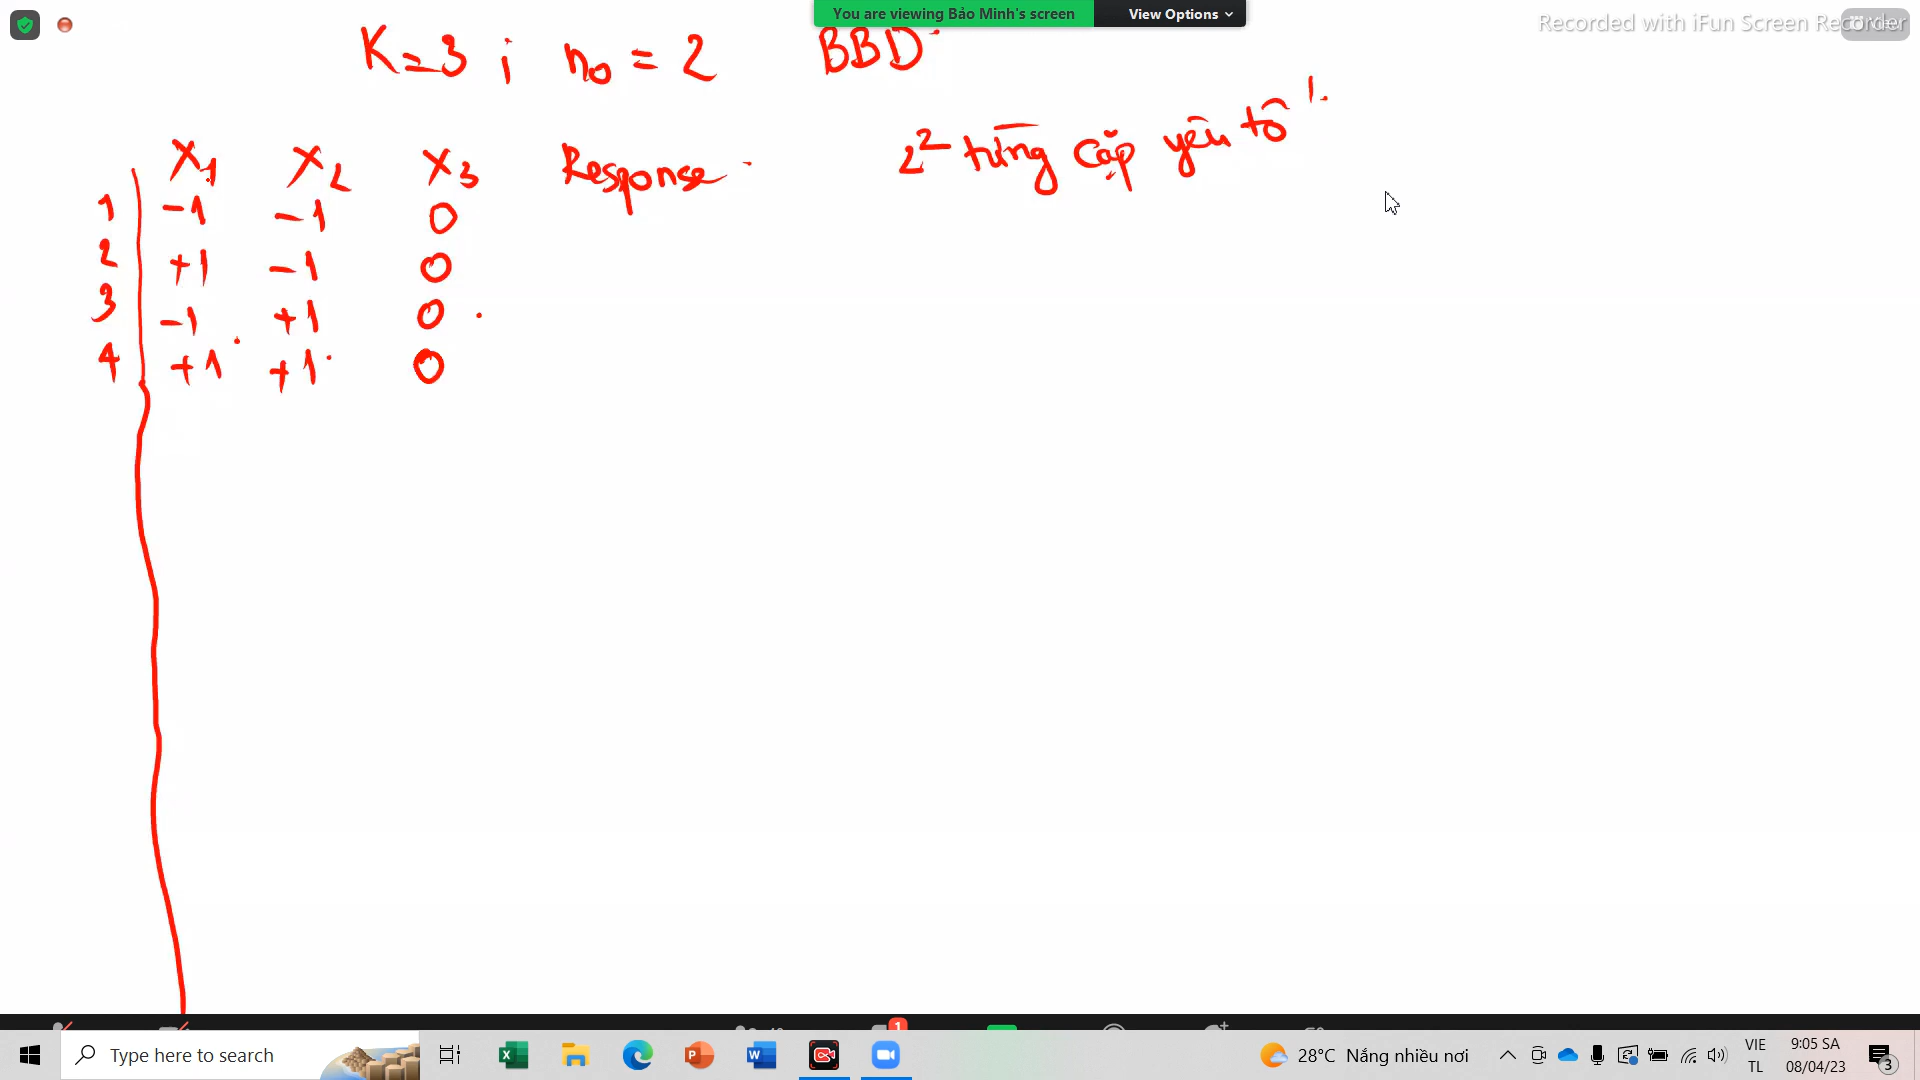 You are viewing Bảo Minh's screen View Options
Recorded with iFun Screen Recorder
K=3 ; n0 = 2 BBD
2² từng cặp yếu tố 1.
X1 X2 X3 Response
1 -1 -1 0
2 +1 -1 0
3 -1 +1 0
4 +1 +1 0
1
Type here to search
28°C Nắng nhiều nơi
VIE
TL
9:05 SA
08/04/23
3